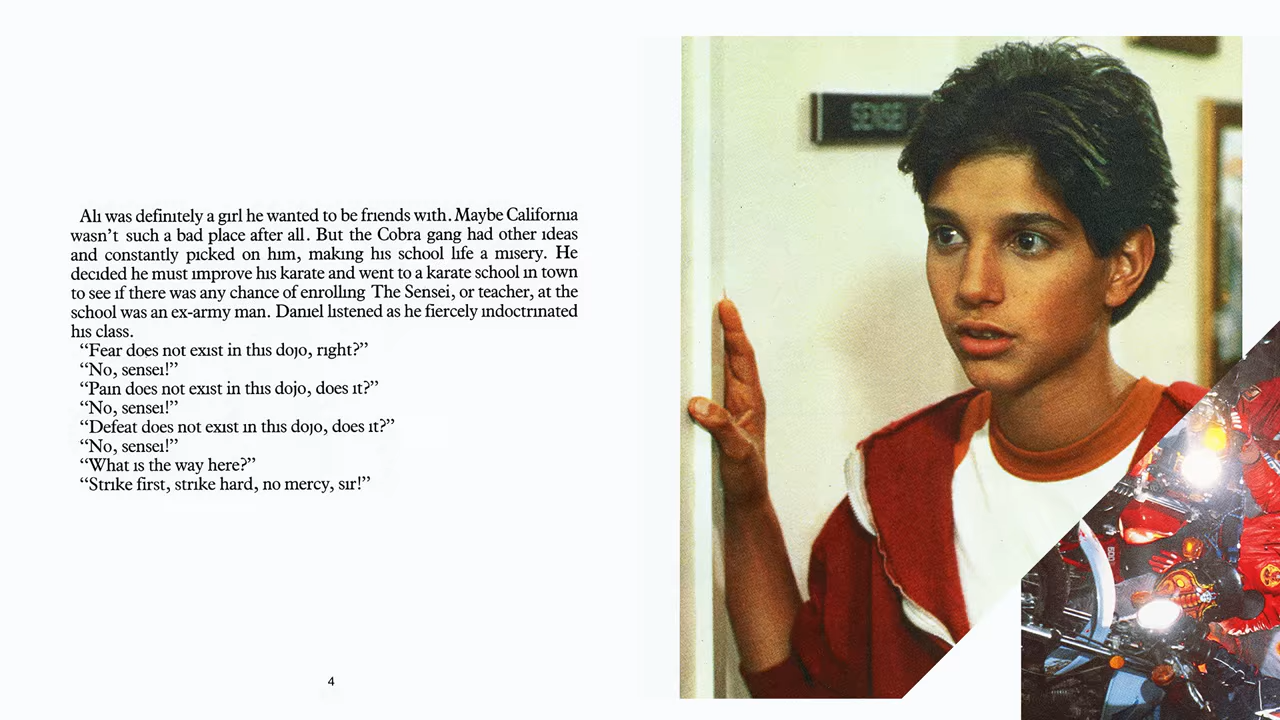 Ali was definitely a girl he wanted to be friends with. Maybe California
wasn't such a bad place after all. But the Cobra gang had other ideas
and constantly picked on him, making his school life a misery. He
decided he must improve his karate and went to a karate school in town
to see if there was any chance of enrolling The Sensei, or teacher, at the
school was an ex-army man. Daniel listened as he fiercely indoctrinated
his class.
“Fear does not exist in this dojo, right?”
“No, sensei!”
“Pain does not exist in this dojo, does it?”
“No, sensei!”
“Defeat does not exist in this dojo, does it?”
“No, sensei!”
“What is the way here?”
“Strike first, strike hard, no mercy, sir!”
4
SENSEI
500